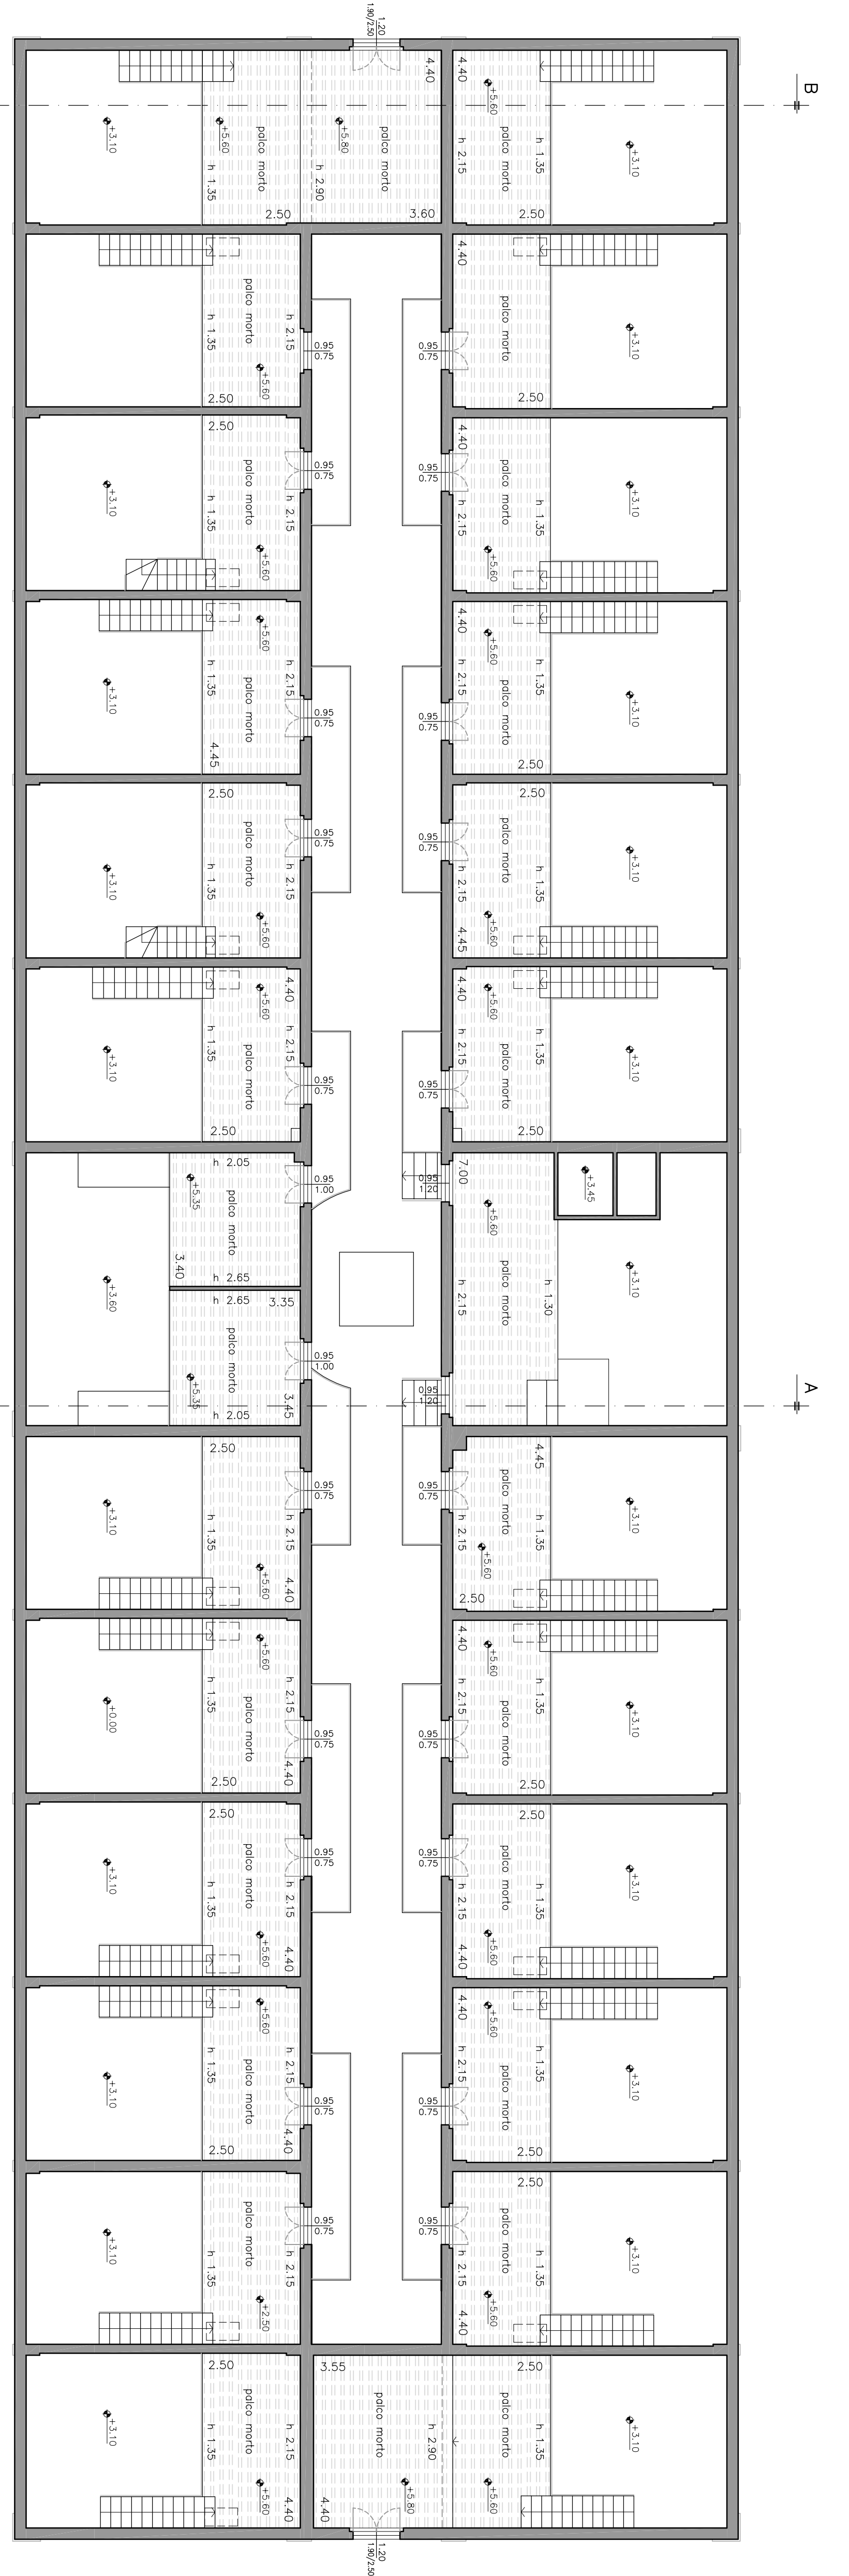 1.20
1.90/2.50
B
4.40
4.40
+5.60
+3.10
+5.60
palco morto
+5.80
palco morto
palco morto
+3.10
h 1.35
h 2.90
h 2.15
h 1.35
2.50
3.60
2.50
4.40
palco morto
palco morto
h 1.35
h 2.15
0.95
0.75
0.95
0.75
+3.10
+5.60
2.50
2.50
2.50
4.40
palco morto
0.95
0.75
0.95
0.75
palco morto
+3.10
+3.10
h 1.35
h 2.15
h 2.15
h 1.35
+5.60
+5.60
+5.60
4.40
+5.60
h 1.35
h 2.15
h 2.15
h 1.35
+3.10
palco morto
0.95
0.75
0.95
0.75
palco morto
+3.10
4.45
2.50
2.50
2.50
palco morto
0.95
0.75
0.95
0.75
palco morto
+3.10
+3.10
h 1.35
h 2.15
h 2.15
h 1.35
+5.60
+5.60
4.45
+5.60
4.40
4.40
+5.60
h 1.35
h 2.15
h 2.15
h 1.35
+3.10
palco morto
0.95
0.75
0.95
0.75
palco morto
+3.10
2.50
2.50
h 2.05
0.95
1.00
0.95
1.20
7.00
+3.45
+5.35
palco morto
+5.60
3.40
+3.60
h 2.65
palco morto
+3.10
h 2.65
3.35
h 2.15
h 1.30
palco morto
0.95
1.00
+5.35
0.95
1.20
A
h 2.05
3.45
2.50
4.45
+3.10
0.95
0.75
0.95
0.75
palco morto
+3.10
h 1.35
h 2.15
h 2.15
h 1.35
+5.60
4.40
+5.60
2.50
+5.60
4.40
+5.60
h 1.35
h 2.15
h 2.15
h 1.35
+0.00
palco morto
0.95
0.75
0.95
0.75
palco morto
+3.10
2.50
4.40
2.50
2.50
2.50
+3.10
palco morto
0.95
0.75
0.95
0.75
palco morto
+3.10
h 1.35
h 2.15
h 2.15
h 1.35
+5.60
4.40
4.40
+5.60
+5.60
4.40
+5.60
h 1.35
h 2.15
h 2.15
h 1.35
+3.10
palco morto
0.95
0.75
0.95
0.75
palco morto
+3.10
2.50
4.40
2.50
2.50
+3.10
palco morto
0.95
0.75
0.95
0.75
palco morto
+3.10
h 1.35
h 2.15
h 2.15
h 1.35
+2.50
4.40
+5.60
2.50
3.55
2.50
+3.10
palco morto
palco morto
palco morto
+3.10
h 1.35
h 2.15
h 2.90
h 1.35
+5.60
4.40
4.40
+5.80
+5.60
1.20
1.90/2.50